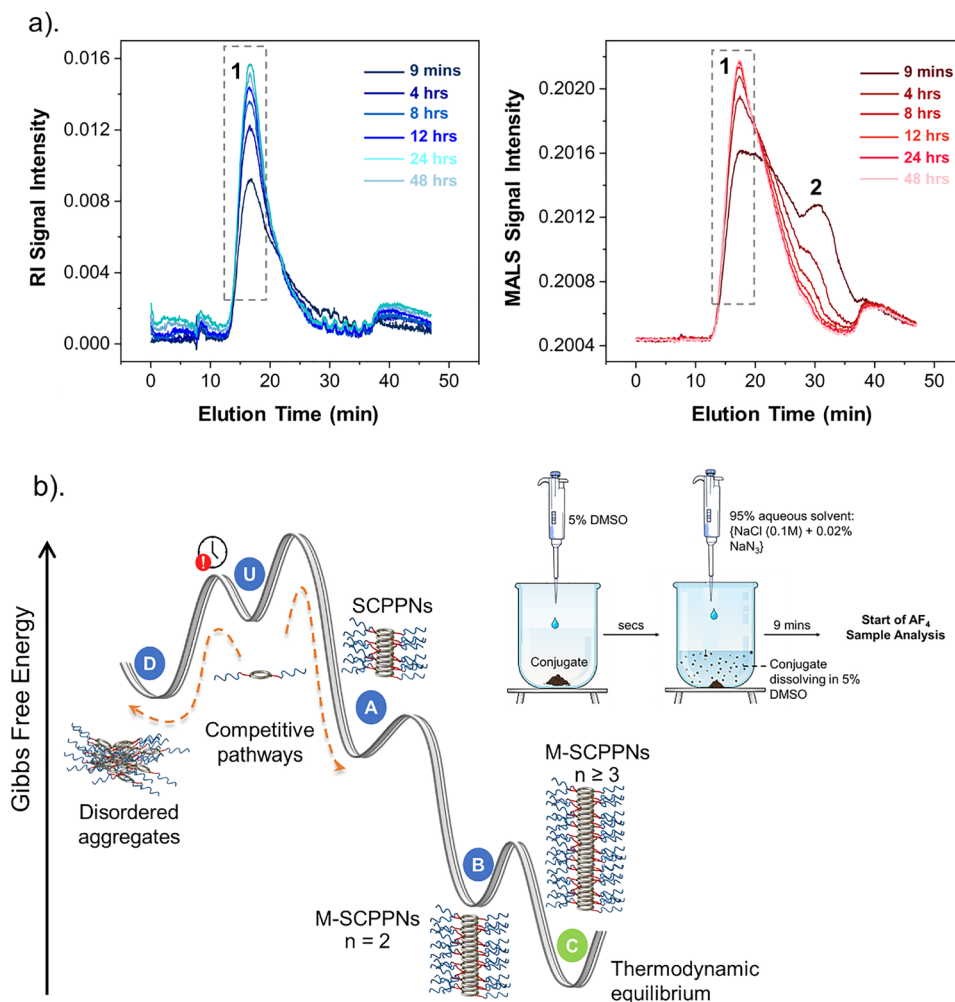 a).
0.016
0.012
0.008
0.004
0.000
RI Signal Intensity
1
9 mins
4 hrs
8 hrs
12 hrs
24 hrs
48 hrs
0 10 20 30 40 50
Elution Time (min)
0.2020
0.2016
0.2012
0.2008
0.2004
MALS Signal Intensity
1
2
9 mins
4 hrs
8 hrs
12 hrs
24 hrs
48 hrs
0 10 20 30 40 50
Elution Time (min)
b).
Gibbs Free Energy
!
U
D
A
B
C
SCPPNs
Competitive
pathways
Disordered
aggregates
M-SCPPNs
n = 2
M-SCPPNs
n ≥ 3
Thermodynamic
equilibrium
5% DMSO
Conjugate
secs
95% aqueous solvent:
{NaCl (0.1M) + 0.02%
NaN₃}
9 mins
Conjugate
dissolving in 5%
DMSO
Start of AF₄
Sample Analysis